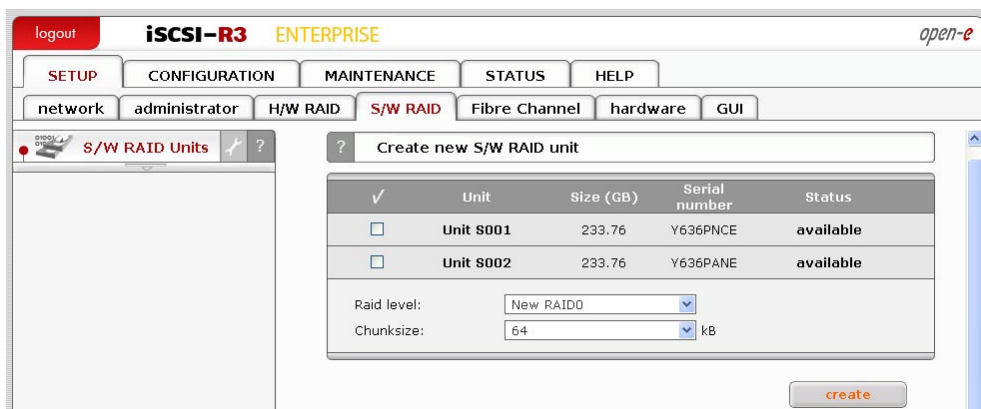 logout iSCSI-R3 ENTERPRISE open-e
SETUP CONFIGURATION MAINTENANCE STATUS HELP
network administrator H/W RAID S/W RAID Fibre Channel hardware GUI
S/W RAID Units ?
? Create new S/W RAID unit
✓ Unit Size (GB) Serial number Status
Unit S001 233.76 Y636PNCE available
Unit S002 233.76 Y636PANE available
Raid level: New RAID0
Chunksize: 64 kB
create